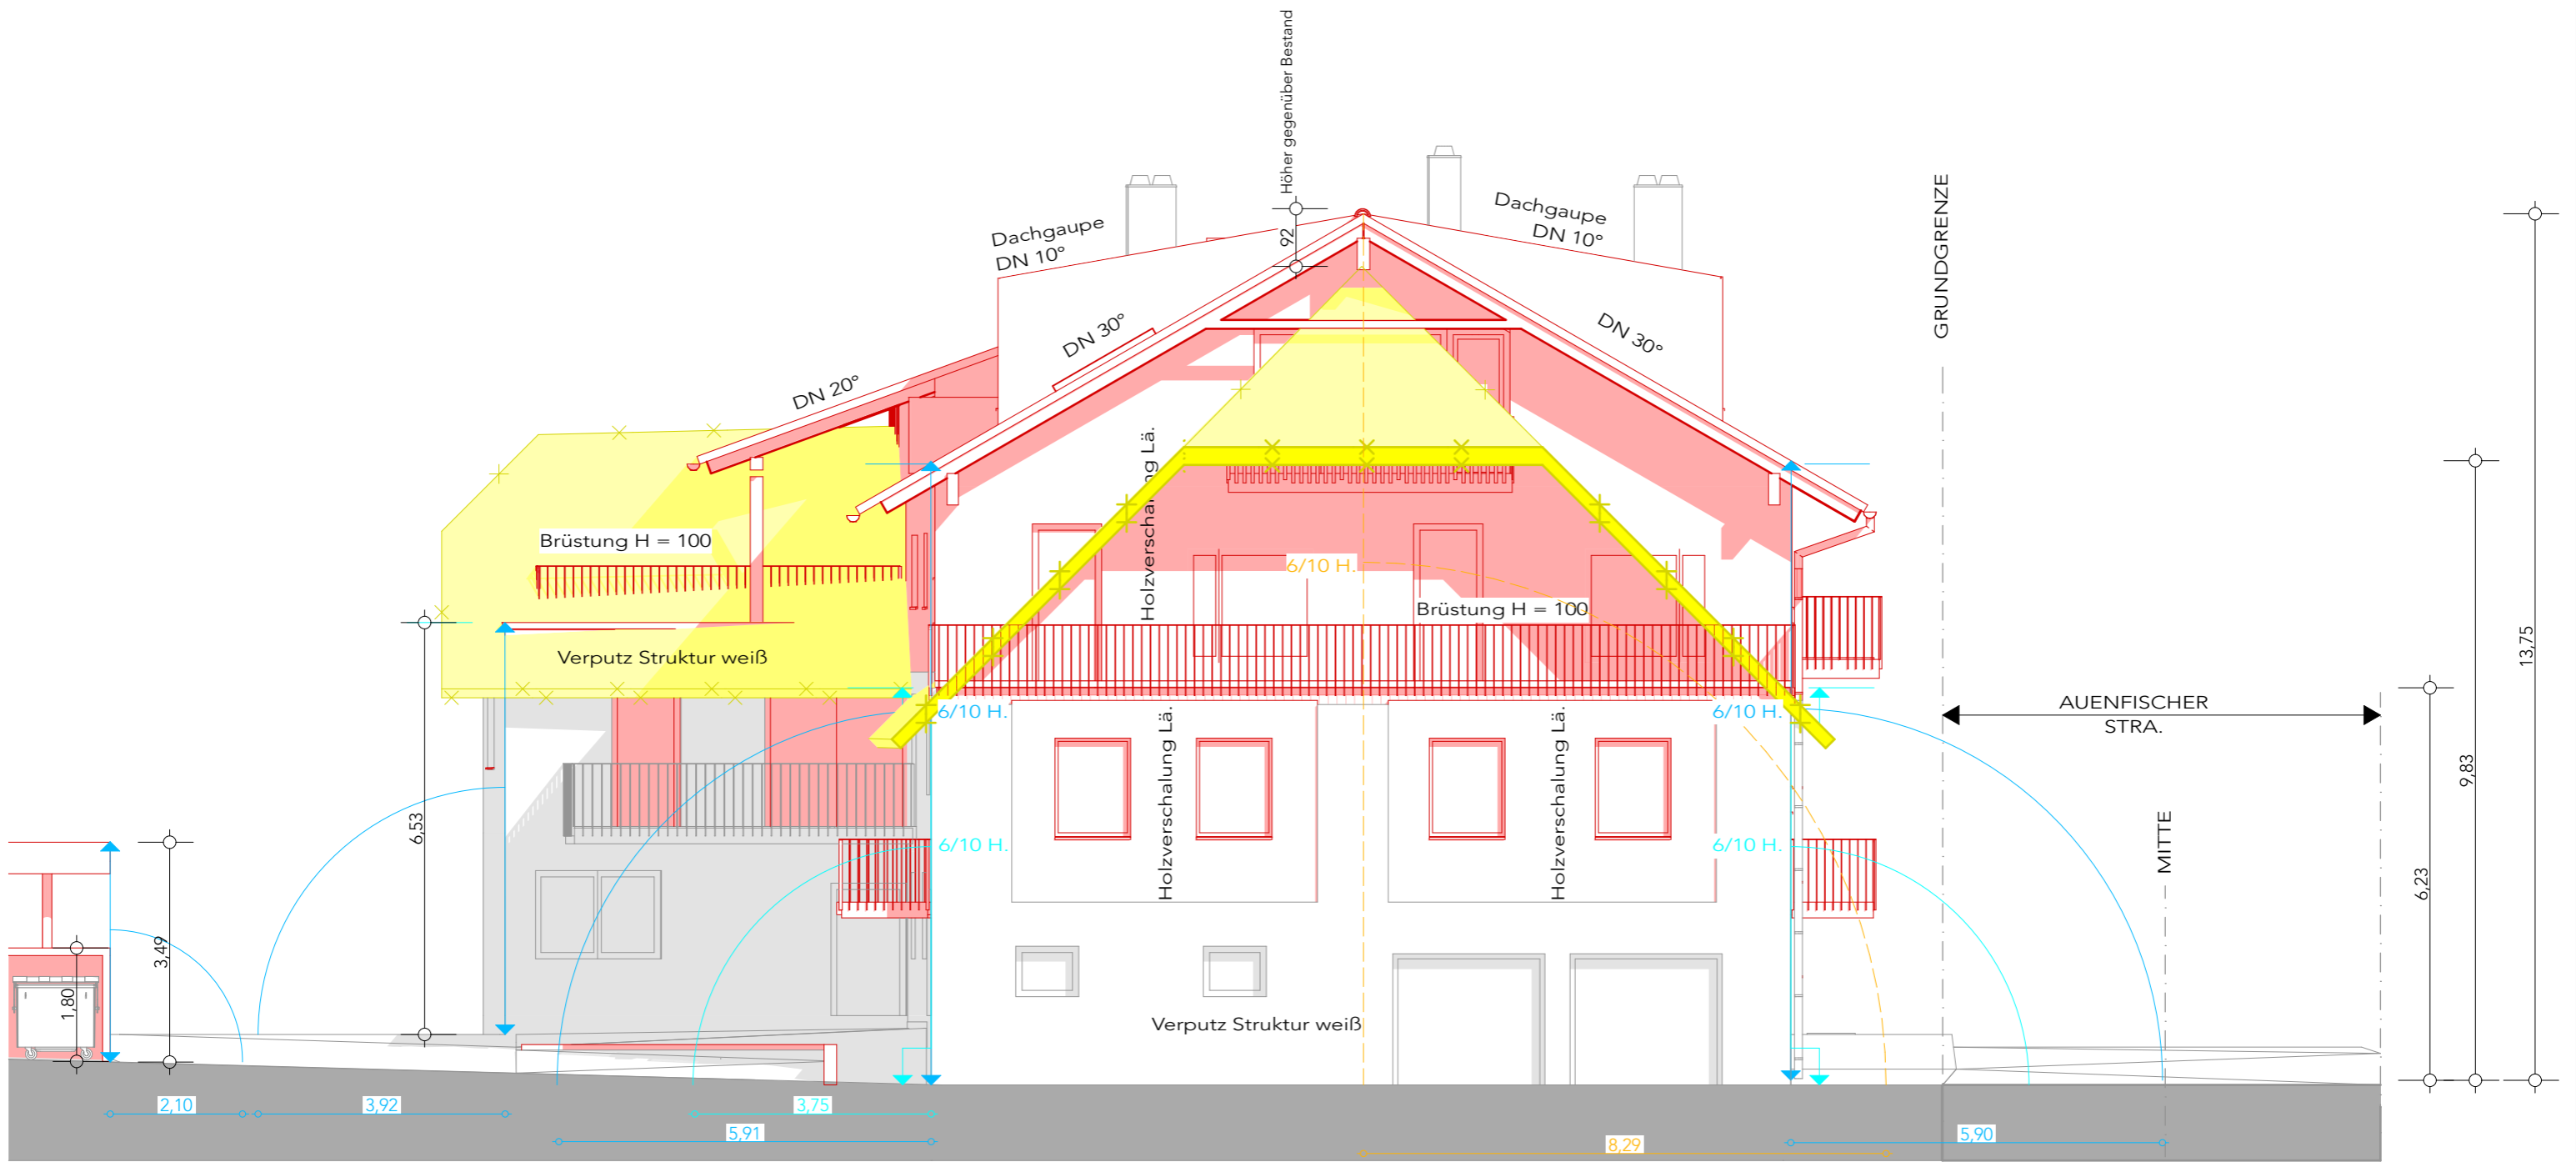 Höher gegenüber Bestand
92
Dachgaupe
DN 10°
Dachgaupe
DN 10°
GRUNDGRENZE
DN 30°
DN 30°
DN 20°
Holzverschalung Lä.
Brüstung H = 100
6/10 H.
Brüstung H = 100
Verputz Struktur weiß
13,75
AUENFISCHER
STRA.
6/10 H.
6/10 H.
9,83
Holzverschalung Lä.
Holzverschalung Lä.
6,53
MITTE
6/10 H.
6/10 H.
6,23
3,49
1,80
Verputz Struktur weiß
2,10
3,92
3,75
5,91
8,29
5,90